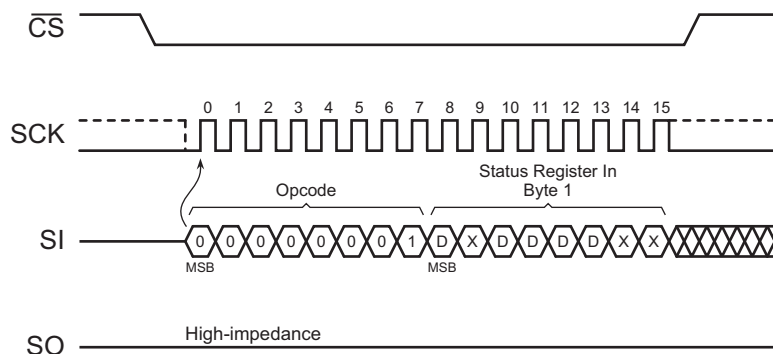 CS
SCK
0 1 2 3 4 5 6 7 8 9 10 11 12 13 14 15
Opcode
Status Register In
Byte 1
SI
0 0 0 0 0 0 0 1 D X D D D D X X
MSB
MSB
SO
High-impedance